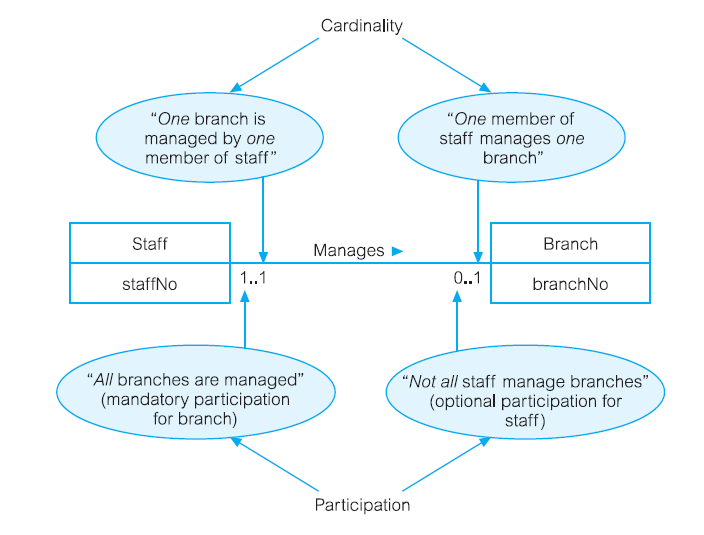 Cardinality
“One branch is
managed by one
member of staff”
“One member of
staff manages one
branch”
Staff
Manages ►
Branch
staffNo
1..1
0..1
branchNo
“All branches are managed”
(mandatory participation
for branch)
“Not all staff manage branches”
(optional participation for
staff)
Participation